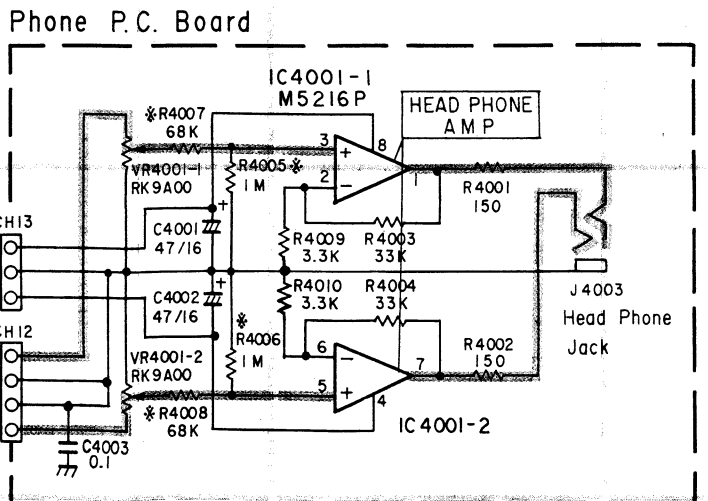 Phone P.C. Board
IC4001-1
M5216P
HEAD PHONE
AMP
※R4007
68K
3
+
8
2
−
1
VR4001-1
RK9A00
R4005※
1M
R4001
150
CH13
C4001
47/16
+
R4009
3.3K
R4003
33K
C4002
47/16
+
R4010
3.3K
R4004
33K
J4003
Head Phone
Jack
CH12
VR4001-2
RK9A00
※
R4006
1M
6
−
7
5
+
4
R4002
150
※R4008
68K
IC4001-2
C4003
0.1